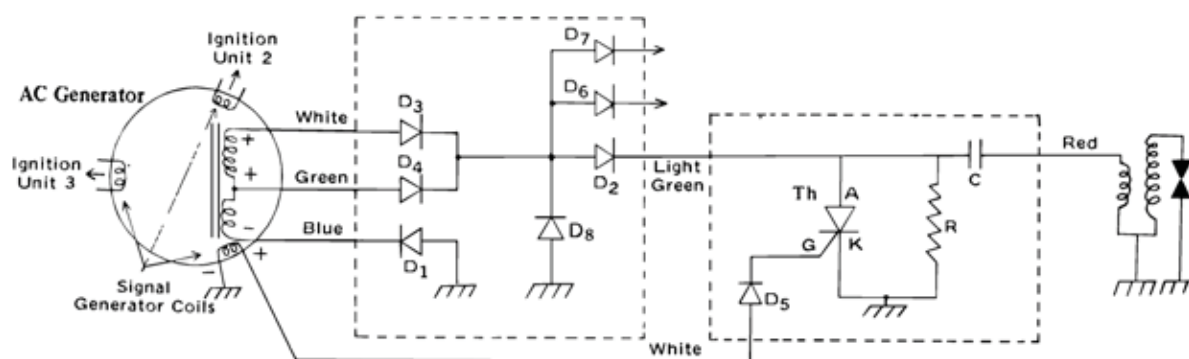 Ignition
Unit 2
AC Generator
Ignition
Unit 3
Signal
Generator Coils
White
Green
Blue
+
+
-
+
-
D3
D4
D1
D7
D6
D2
D8
Light
Green
Th
A
G
K
R
C
D5
White
Red